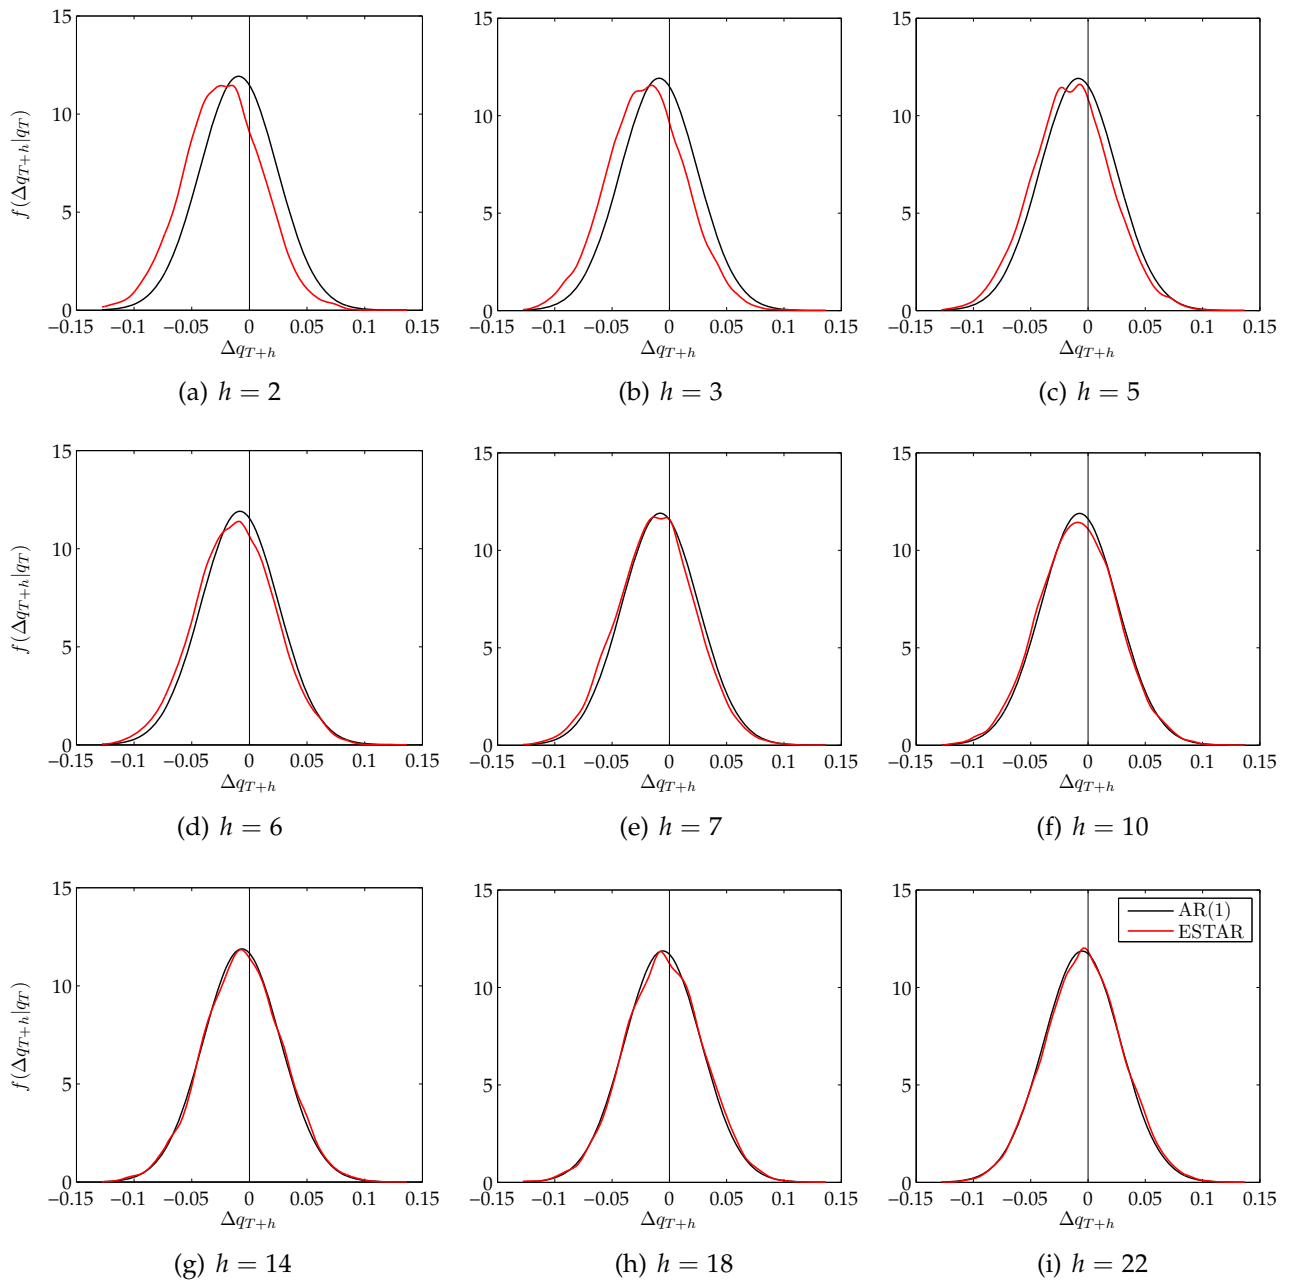 15 15 15
10 10 10
5 5 5
0 0 0
f(Δq_{T+h}|q_T)
−0.15 −0.1 −0.05 0 0.05 0.1 0.15 −0.15 −0.1 −0.05 0 0.05 0.1 0.15 −0.15 −0.1 −0.05 0 0.05 0.1 0.15
Δq_{T+h} Δq_{T+h} Δq_{T+h}
(a) h = 2 (b) h = 3 (c) h = 5
15 15 15
10 10 10
5 5 5
0 0 0
f(Δq_{T+h}|q_T)
−0.15 −0.1 −0.05 0 0.05 0.1 0.15 −0.15 −0.1 −0.05 0 0.05 0.1 0.15 −0.15 −0.1 −0.05 0 0.05 0.1 0.15
Δq_{T+h} Δq_{T+h} Δq_{T+h}
(d) h = 6 (e) h = 7 (f) h = 10
15 15 15
AR(1)
ESTAR
10 10 10
5 5 5
0 0 0
f(Δq_{T+h}|q_T)
−0.15 −0.1 −0.05 0 0.05 0.1 0.15 −0.15 −0.1 −0.05 0 0.05 0.1 0.15 −0.15 −0.1 −0.05 0 0.05 0.1 0.15
Δq_{T+h} Δq_{T+h} Δq_{T+h}
(g) h = 14 (h) h = 18 (i) h = 22